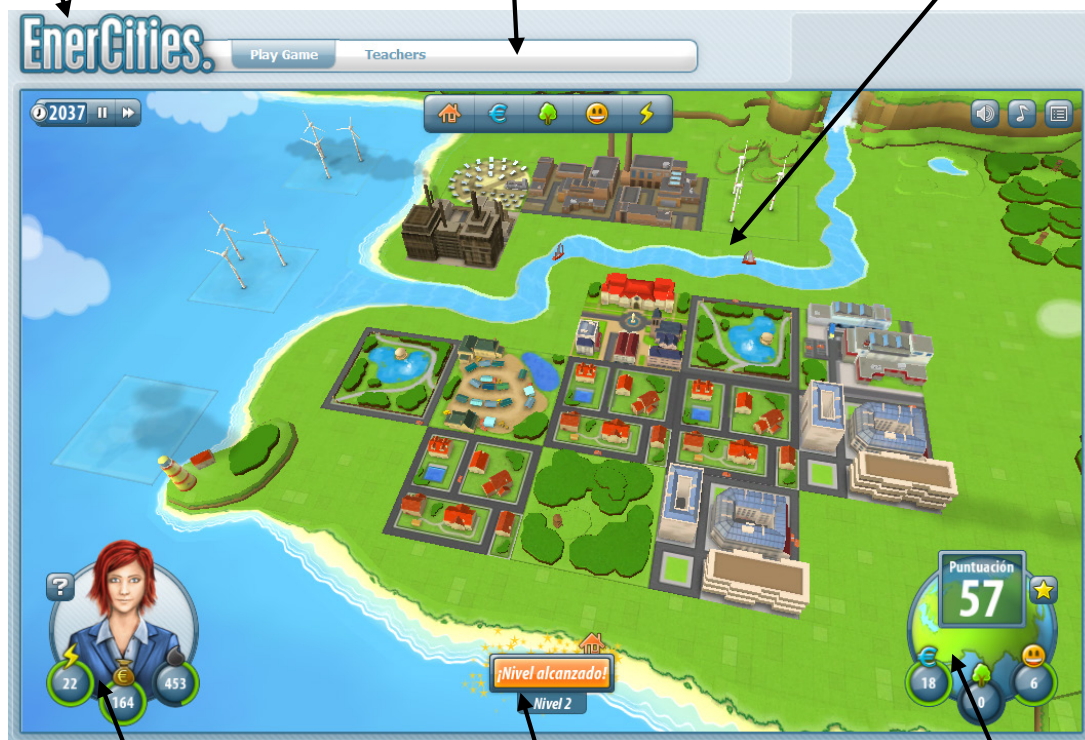 EnerCities.
Play Game Teachers
2037
Puntuación
57
¡Nivel alcanzado!
Nivel 2
22
164
453
18
0
6
?